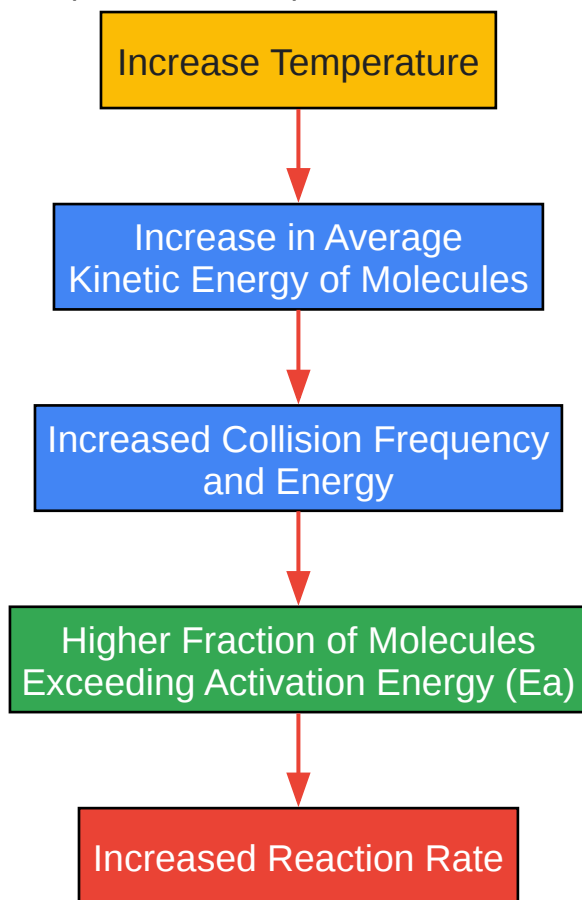 Increase Temperature
Increase in Average
Kinetic Energy of Molecules
Increased Collision Frequency
and Energy
Higher Fraction of Molecules
Exceeding Activation Energy (Ea)
Increased Reaction Rate